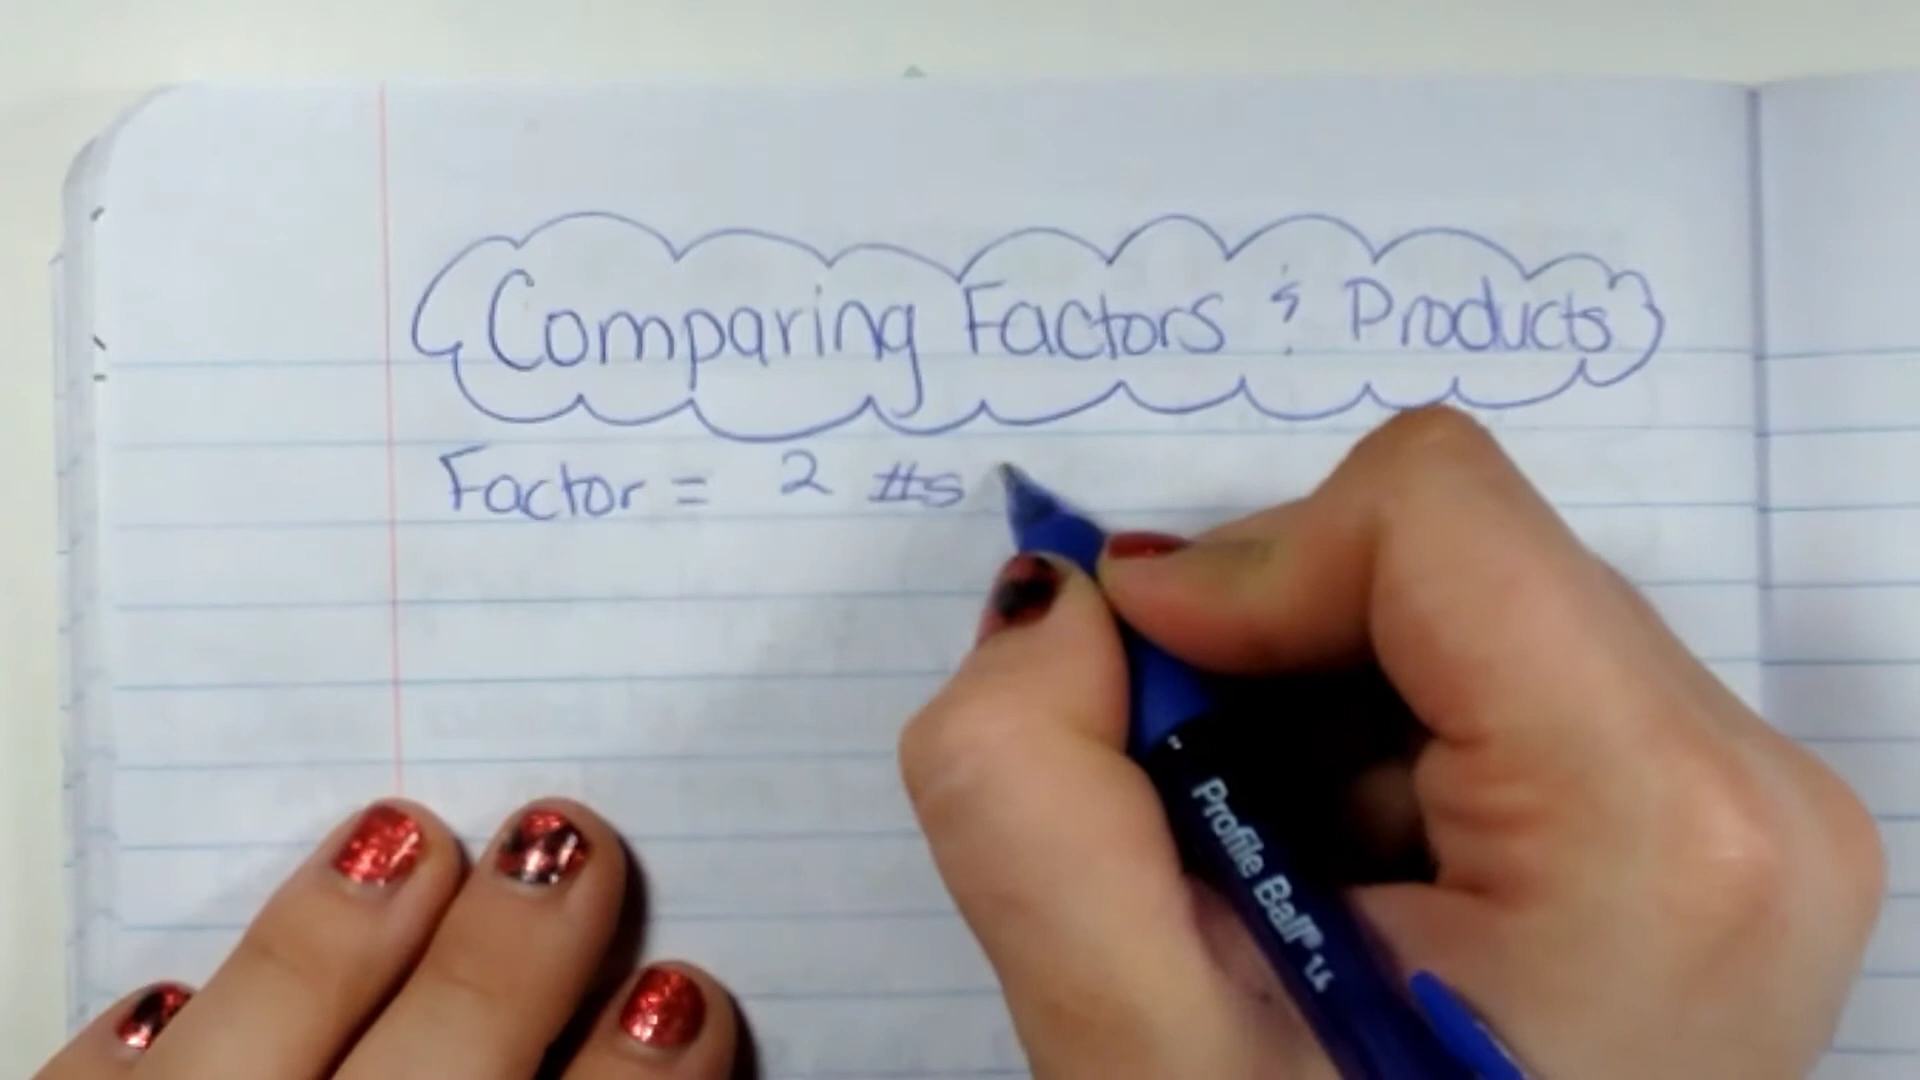 Comparing Factors & Products
Factor = 2 #s
Profile Ball